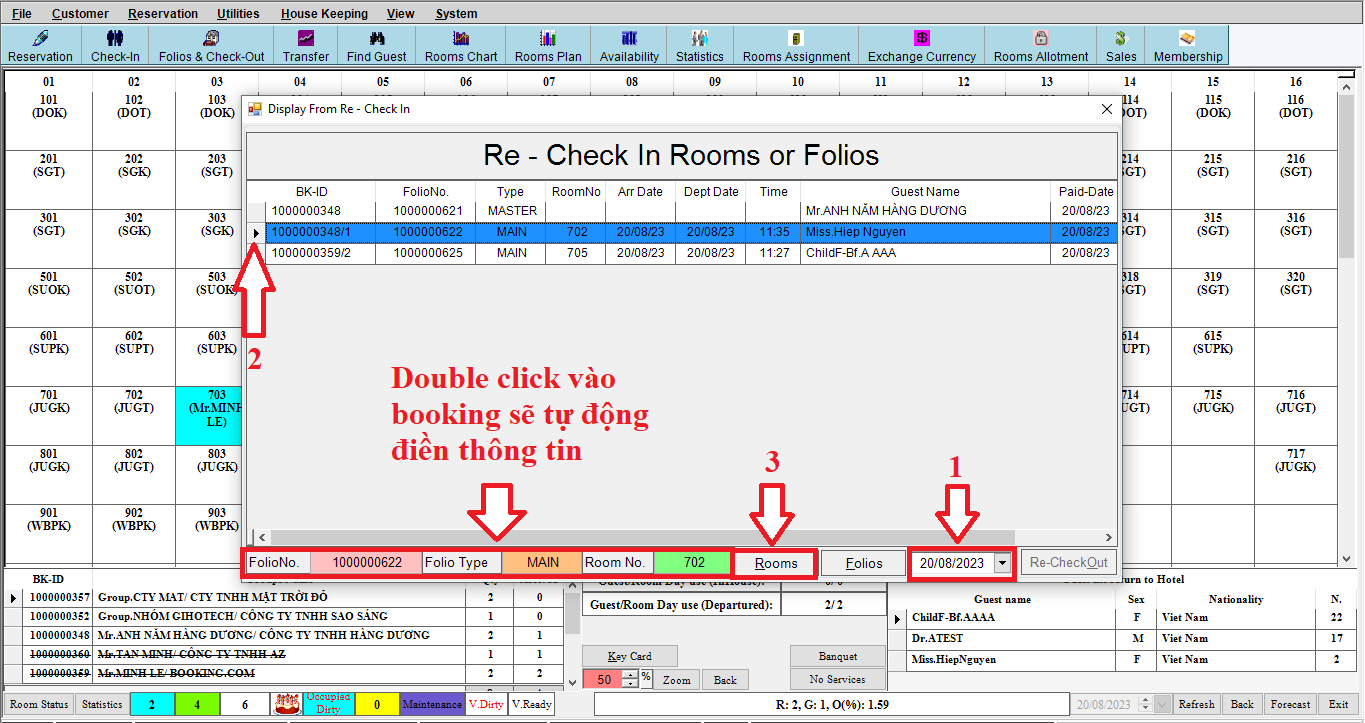 File Customer Reservation Utilities House Keeping View System
Reservation Check-In Folios & Check-Out Transfer Find Guest Rooms Chart Rooms Plan Availability Statistics Rooms Assignment Exchange Currency Rooms Allotment Sales Membership
01 02 03 04 05 06 07 08 09 10 11 12 13 14 15 16
101 102 103 114 115 116
(DOK) (DOT) (DOK) (DOK) (DOT)
Display From Re - Check In
Re - Check In Rooms or Folios
201 202 203 214 215 216
(SGT) (SGK) (SGT) (SGT) (SGT)
BK-ID FolioNo. Type RoomNo Arr Date Dept Date Time Guest Name Paid-Date
1000000348 1000000621 MASTER Mr.ANH NĂM HÀNG DƯƠNG 20/08/23
1000000348/1 1000000622 MAIN 702 20/08/23 20/08/23 11:35 Miss.Hiep Nguyen 20/08/23
1000000359/2 1000000625 MAIN 705 20/08/23 20/08/23 11:27 ChildF-Bf.A AAA 20/08/23
301 302 303 314 315 316
(SGT) (SGK) (SGK) (SGT) (SGT)
501 502 503 318 319 320
(SUOK) (SUOT) (SUOK) (SGT) (SGT)
601 602 603 614 615
(SUPK) (SUPT) (SUPK) (SUPK)
2
Double click vào
booking sẽ tự động
điền thông tin
701 702 703 714 715 716
(JUGK) (JUGT) (Mr.MINH (JUGK) (JUGT)
LE)
801 802 803 717
(JUGK) (JUGT) (JUGK) (JUGK)
3 1
901 902 903
(WBPK) (WBPK) (WBPK)
FolioNo. 1000000622 Folio Type MAIN Room No. 702 Rooms Folios 20/08/2023 Re-CheckOut
BK-ID
1000000357 Group.CTY MAT/ CTY TNHH MẶT TRỜI ĐỎ 2 0
1000000352 Group.NHÓM GIHOTECH/ CÔNG TY TNHH SAO SÁNG 1 0
1000000348 Mr.ANH NĂM HÀNG DƯƠNG/ CÔNG TY TNHH HÀNG DƯƠNG 2 1
1000000360 Mr.TAN MINH/ CÔNG TY TNHH AZ 1 1
1000000359 Mr.MINH LE/ BOOKING.COM 2 2
Guest/Room Day use (Departured): 2/ 2
Key Card Banquet
50 % Zoom Back No Services
Return to Hotel
Guest name Sex Nationality N.
ChildF-Bf.AAAA F Viet Nam 22
Dr.ATEST M Viet Nam 17
Miss.HiepNguyen F Viet Nam 2
Room Status Statistics 2 4 6 Occupied Dirty 0 Maintenance V.Dirty V.Ready R: 2, G: 1, O(%): 1.59 20/08/2023 Refresh Back Forecast Exit